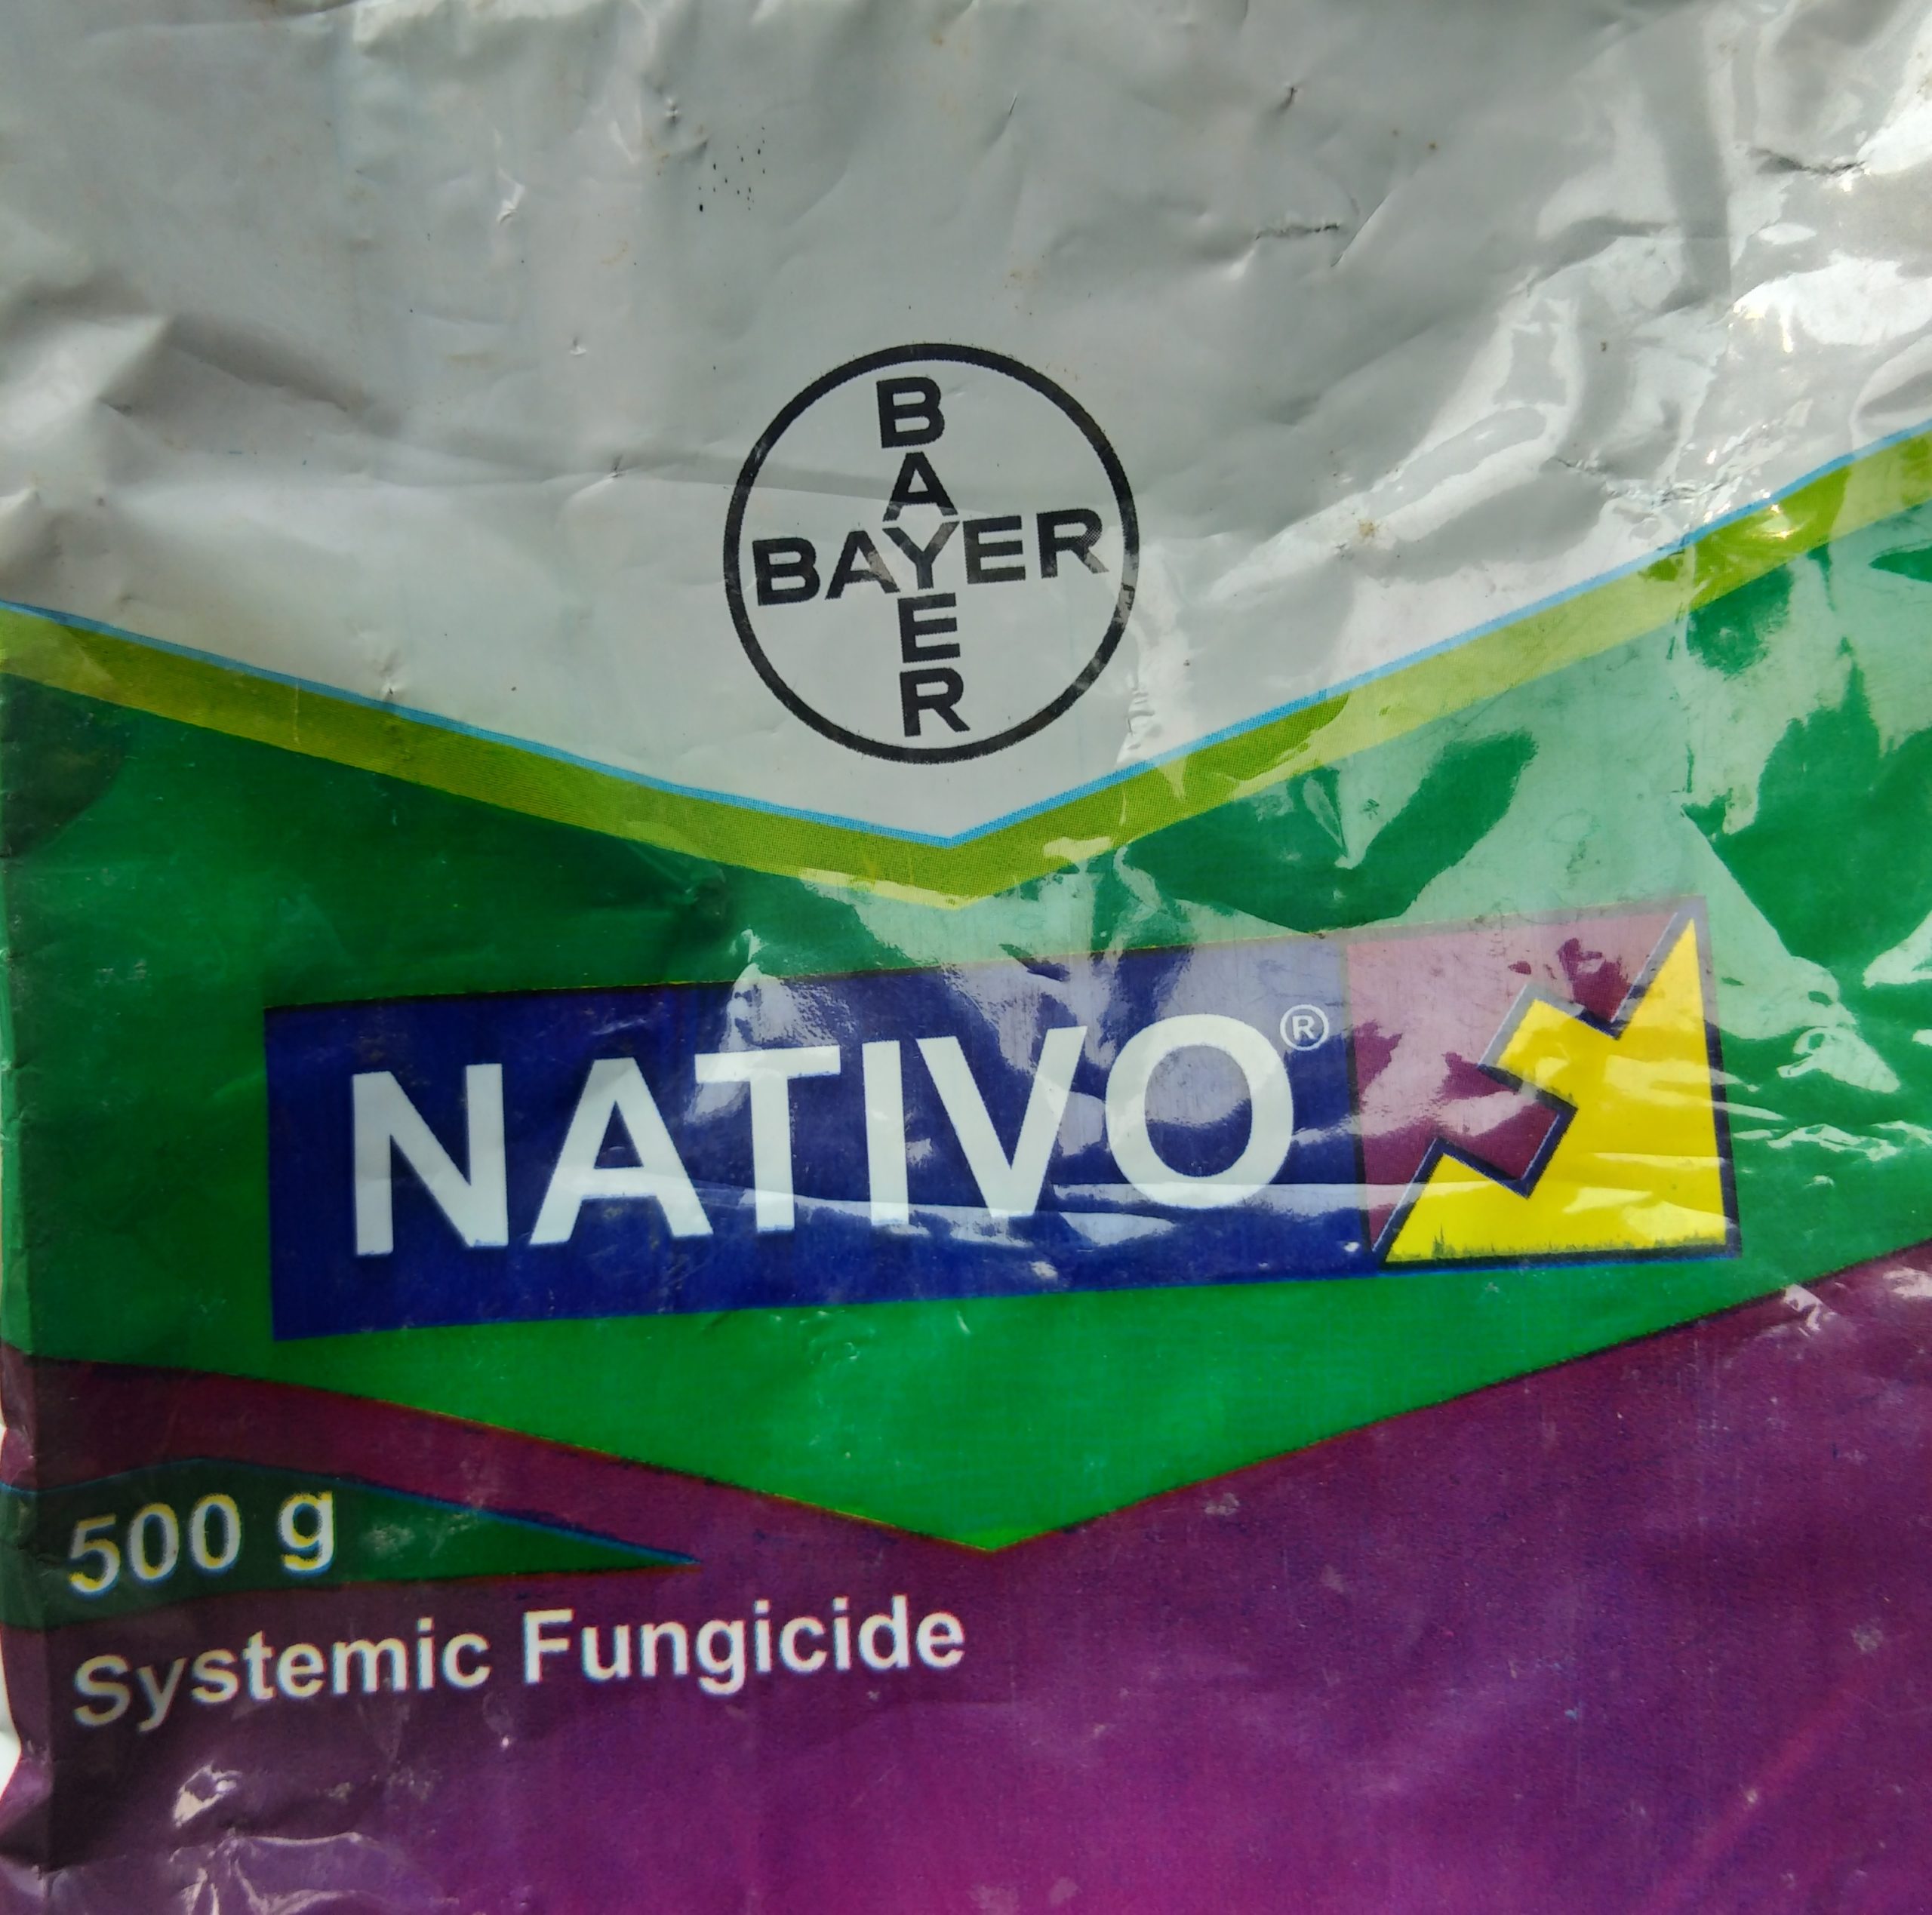 BAYER
BAYER
NATIVO®
500 g
Systemic Fungicide